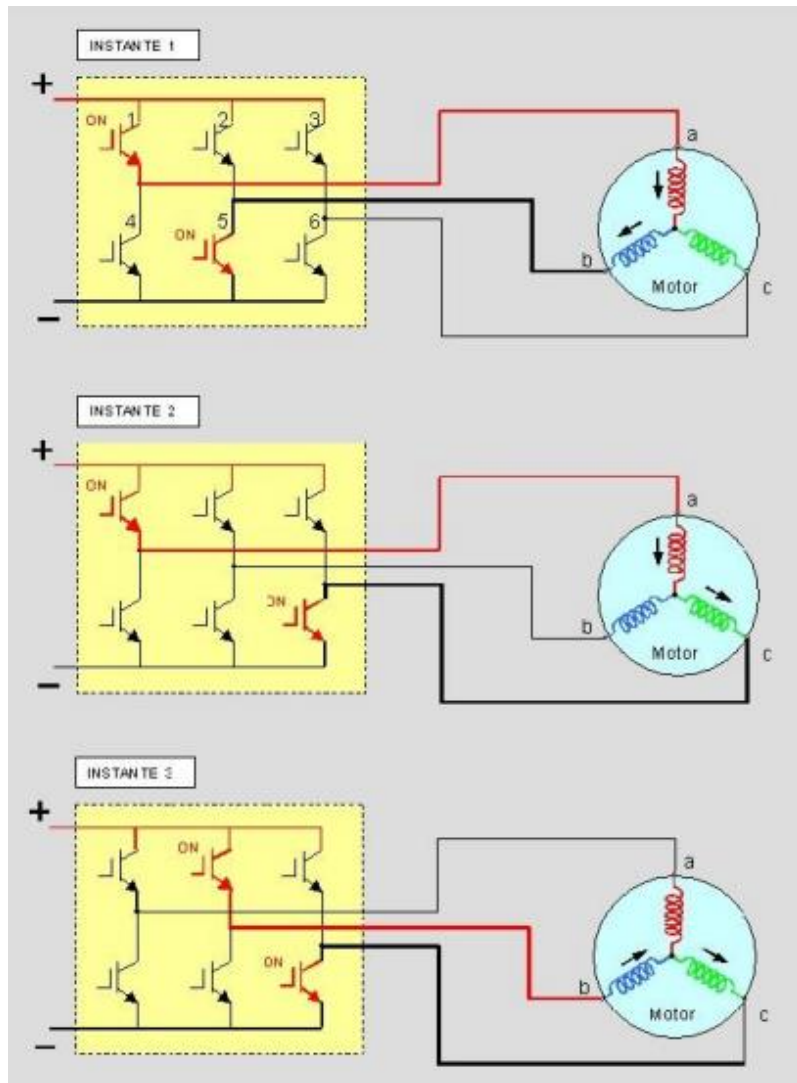 INSTANTE 1
+
1 2 3
ON
a
4 5 6
ON
b
Motor
c
−
INSTANTE 2
+
ON
a
ON
b
Motor
c
−
INSTANTE 3
+
ON
a
ON
b
Motor
c
−